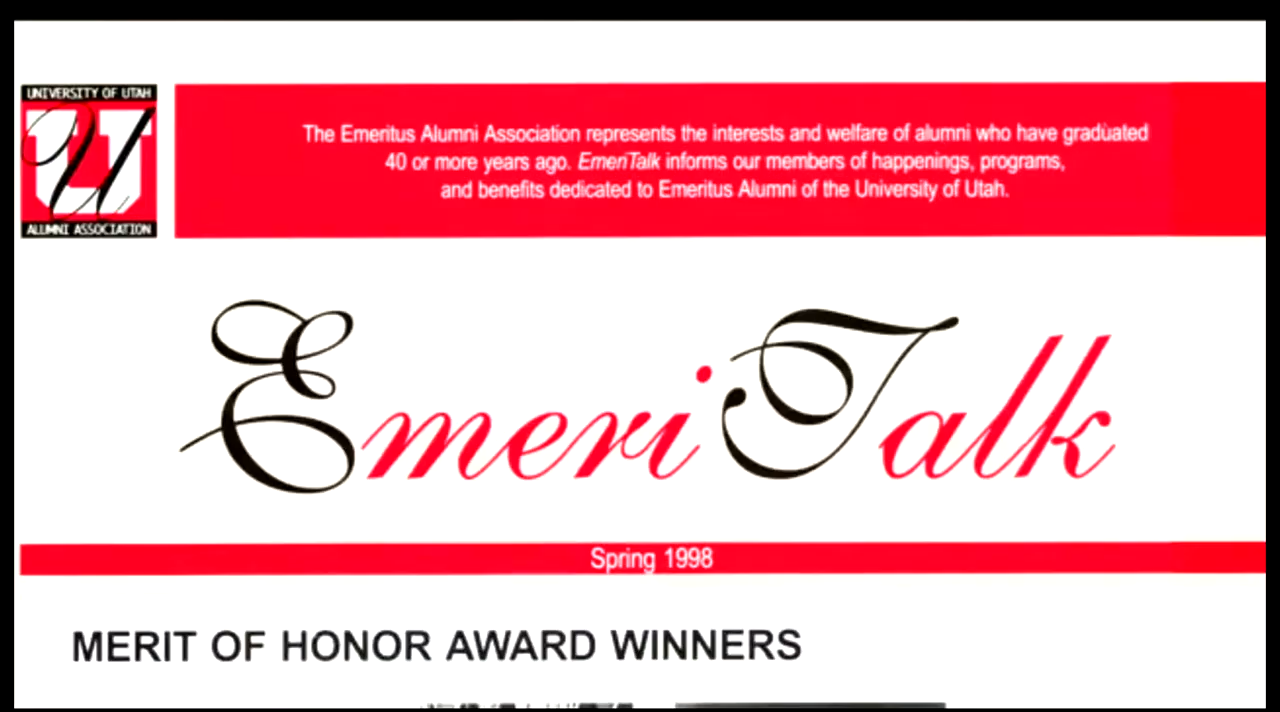 UNIVERSITY OF UTAH
U
ALUMNI ASSOCIATION
The Emeritus Alumni Association represents the interests and welfare of alumni who have graduated
40 or more years ago. EmeriTalk informs our members of happenings, programs,
and benefits dedicated to Emeritus Alumni of the University of Utah.
EmeriTalk
Spring 1998
MERIT OF HONOR AWARD WINNERS